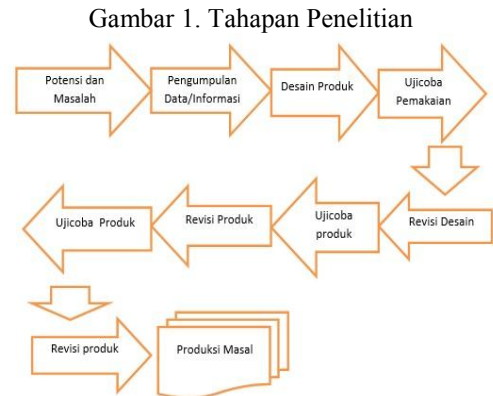 Gambar 1. Tahapan Penelitian
Potensi dan
Masalah
Pengumpulan
Data/Informasi
Desain Produk
Ujicoba
Pemakaian
Revisi Desain
Ujicoba
produk
Revisi Produk
Ujicoba Produk
Revisi produk
Produksi Masal